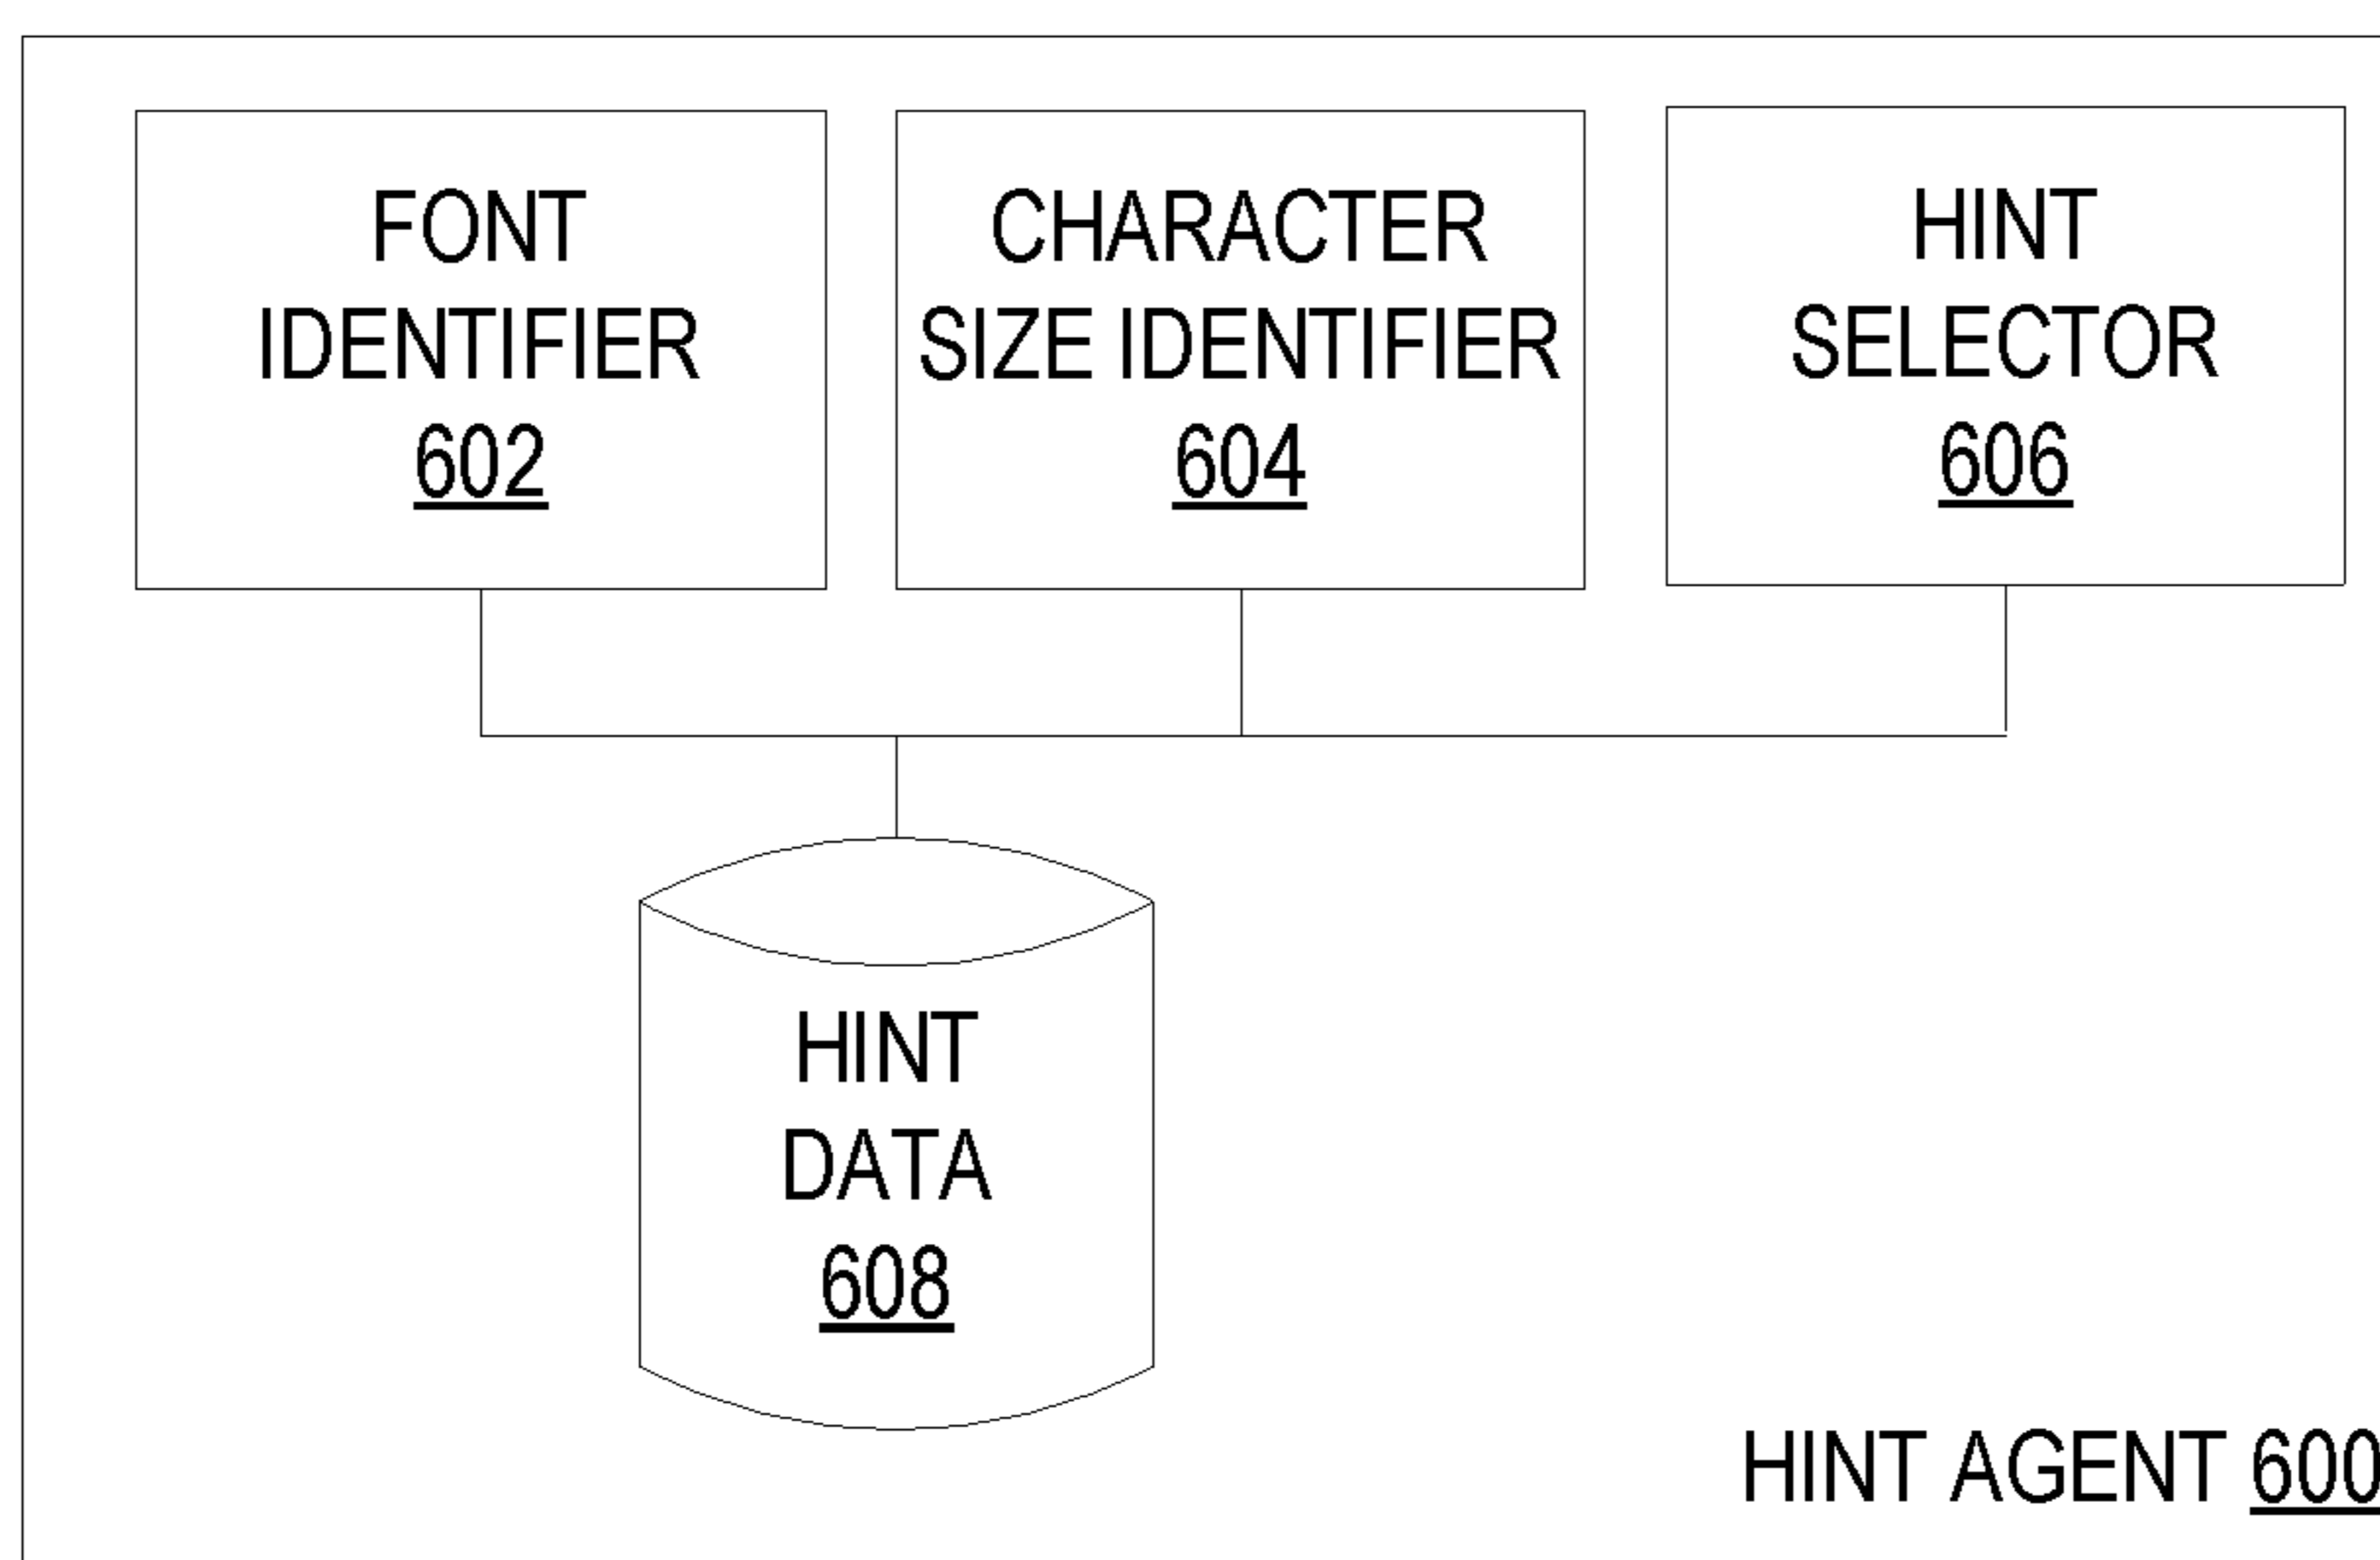 FONT
IDENTIFIER
602
CHARACTER
SIZE IDENTIFIER
604
HINT
SELECTOR
606
HINT
DATA
608
HINT AGENT 600